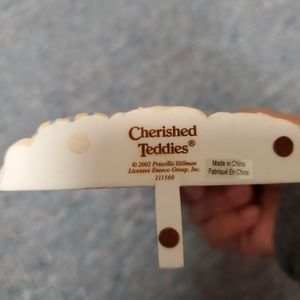 Cherished
Teddies®
© 2002 Priscilla Hillman
Licensee Enesco Group, Inc.
111500
Made in China
Fabriqué En Chine